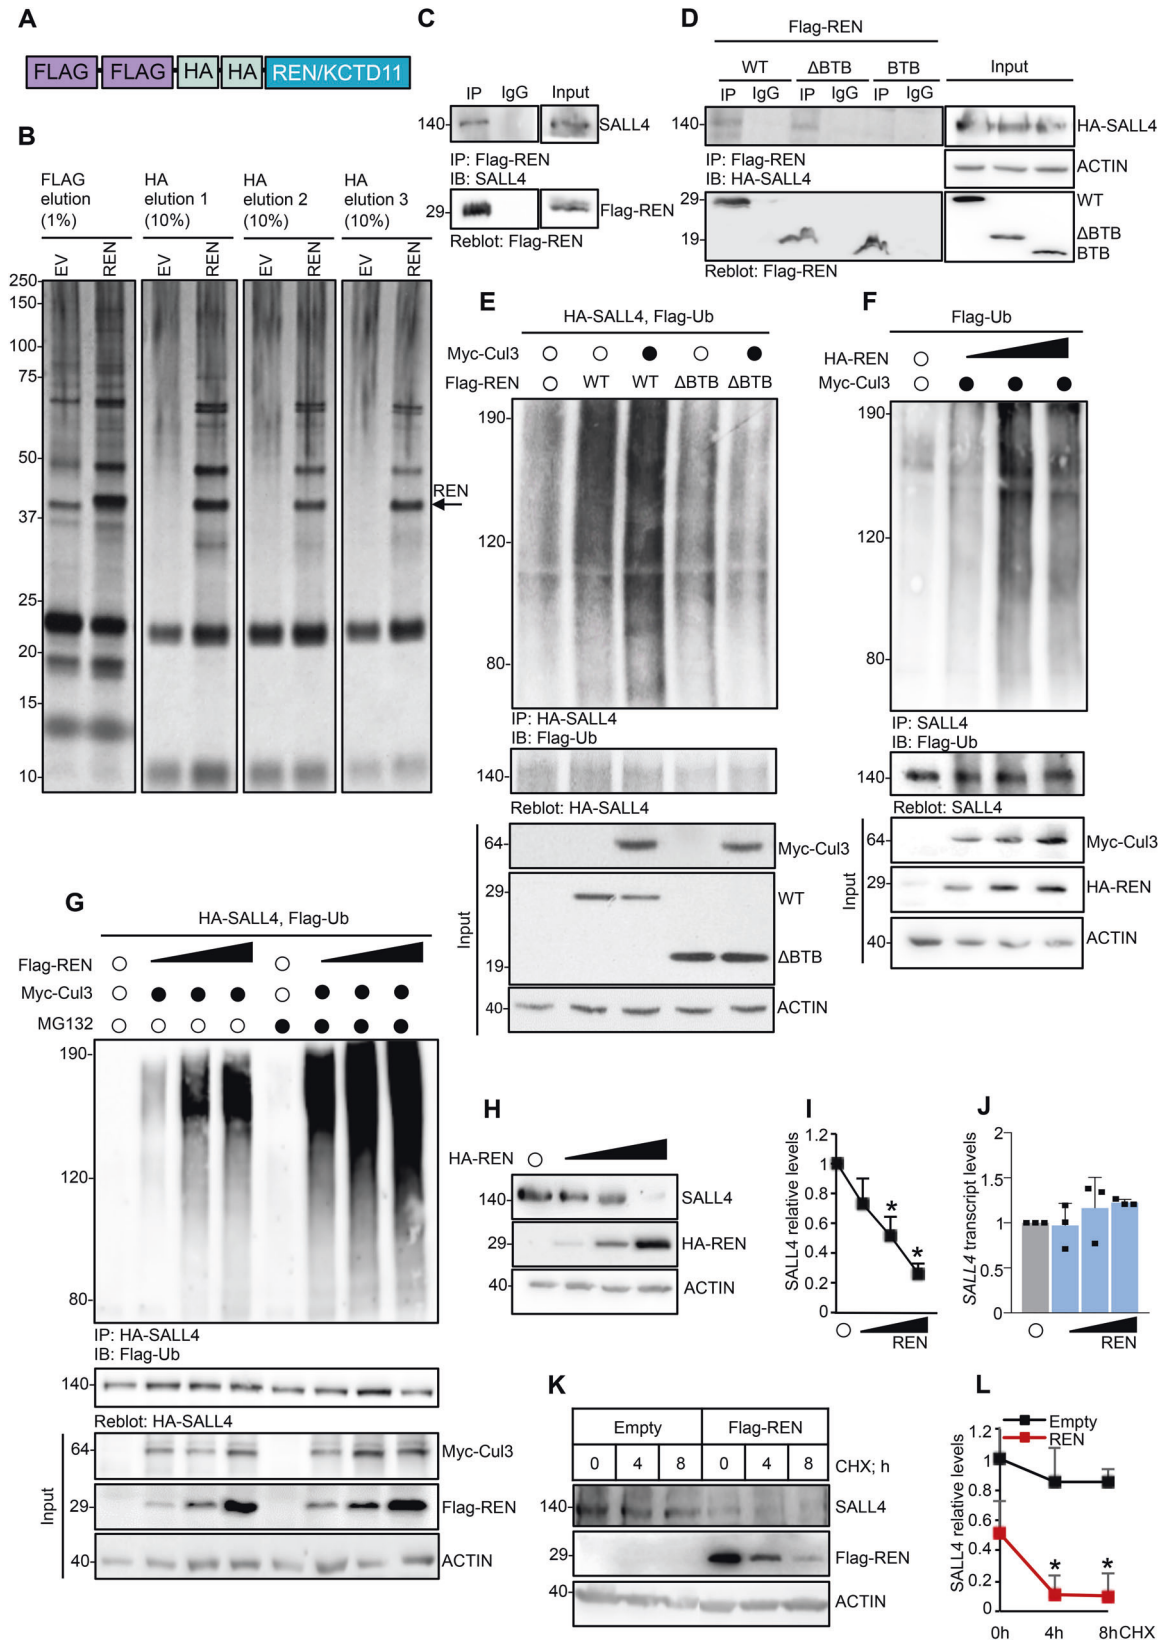 A
FLAG FLAG HA HA REN/KCTD11
B
FLAG elution (1%)
HA elution 1 (10%)
HA elution 2 (10%)
HA elution 3 (10%)
EV REN EV REN EV REN EV REN
250
150
100
75
50
37
25
20
15
10
REN
C
IP IgG Input
140 SALL4
IP: Flag-REN
IB: SALL4
29 Flag-REN
Reblot: Flag-REN
D
Flag-REN
WT ΔBTB BTB Input
IP IgG IP IgG IP IgG
140 HA-SALL4
IP: Flag-REN
IB: HA-SALL4
ACTIN
29 WT
19 ΔBTB
BTB
Reblot: Flag-REN
E
HA-SALL4, Flag-Ub
Myc-Cul3
Flag-REN WT WT ΔBTB ΔBTB
190
120
80
IP: HA-SALL4
IB: Flag-Ub
140
Reblot: HA-SALL4
Input
64 Myc-Cul3
29 WT
19 ΔBTB
40 ACTIN
F
Flag-Ub
HA-REN
Myc-Cul3
190
120
80
IP: SALL4
IB: Flag-Ub
140
Reblot: SALL4
Input
64 Myc-Cul3
29 HA-REN
40 ACTIN
G
HA-SALL4, Flag-Ub
Flag-REN
Myc-Cul3
MG132
190
120
80
IP: HA-SALL4
IB: Flag-Ub
140
Reblot: HA-SALL4
Input
64 Myc-Cul3
29 Flag-REN
40 ACTIN
H
HA-REN
140 SALL4
29 HA-REN
40 ACTIN
I
SALL4 relative levels
1.2
1
0.8
0.6
0.4
0.2
0
* *
REN
J
SALL4 transcript levels
2
1.5
1
0.5
0
REN
K
Empty Flag-REN
0 4 8 0 4 8 CHX; h
140 SALL4
29 Flag-REN
40 ACTIN
L
Empty
REN
SALL4 relative levels
1.2
1
0.8
0.6
0.4
0.2
0
* *
0h 4h 8h CHX